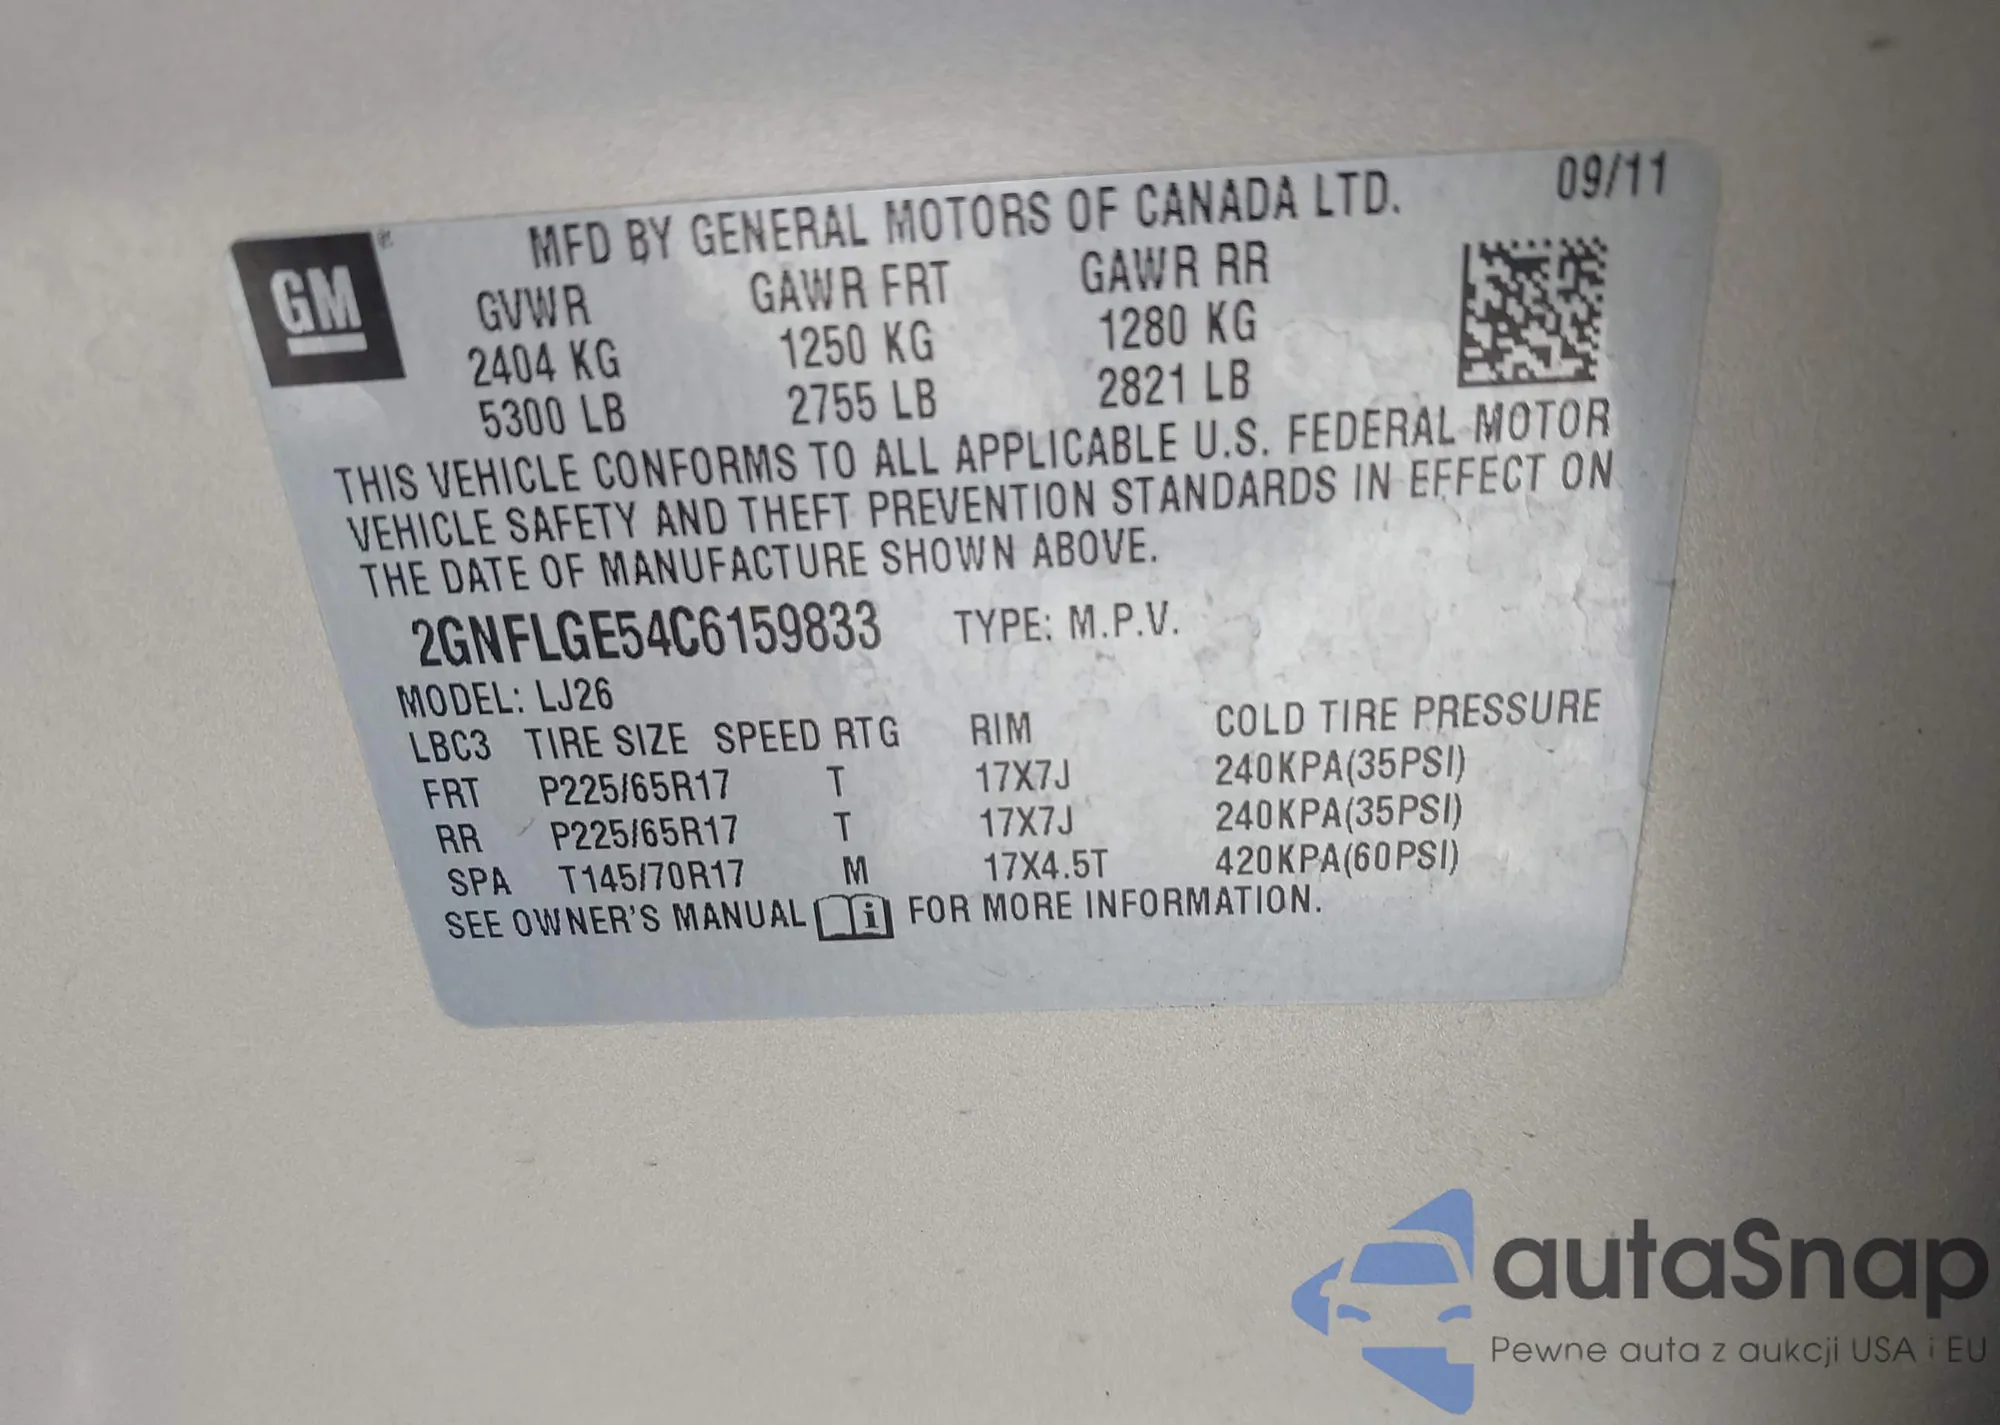 GM
MFD BY GENERAL MOTORS OF CANADA LTD. 09/11
GVWR GAWR FRT GAWR RR
2404 KG 1250 KG 1280 KG
5300 LB 2755 LB 2821 LB
THIS VEHICLE CONFORMS TO ALL APPLICABLE U.S. FEDERAL MOTOR
VEHICLE SAFETY AND THEFT PREVENTION STANDARDS IN EFFECT ON
THE DATE OF MANUFACTURE SHOWN ABOVE.
2GNFLGE54C6159833 TYPE: M.P.V.
MODEL: LJ26
LBC3 TIRE SIZE SPEED RTG RIM COLD TIRE PRESSURE
FRT P225/65R17 T 17X7J 240KPA(35PSI)
RR P225/65R17 T 17X7J 240KPA(35PSI)
SPA T145/70R17 M 17X4.5T 420KPA(60PSI)
SEE OWNER'S MANUAL i FOR MORE INFORMATION.
autaSnap
Pewne auta z aukcji USA i EU